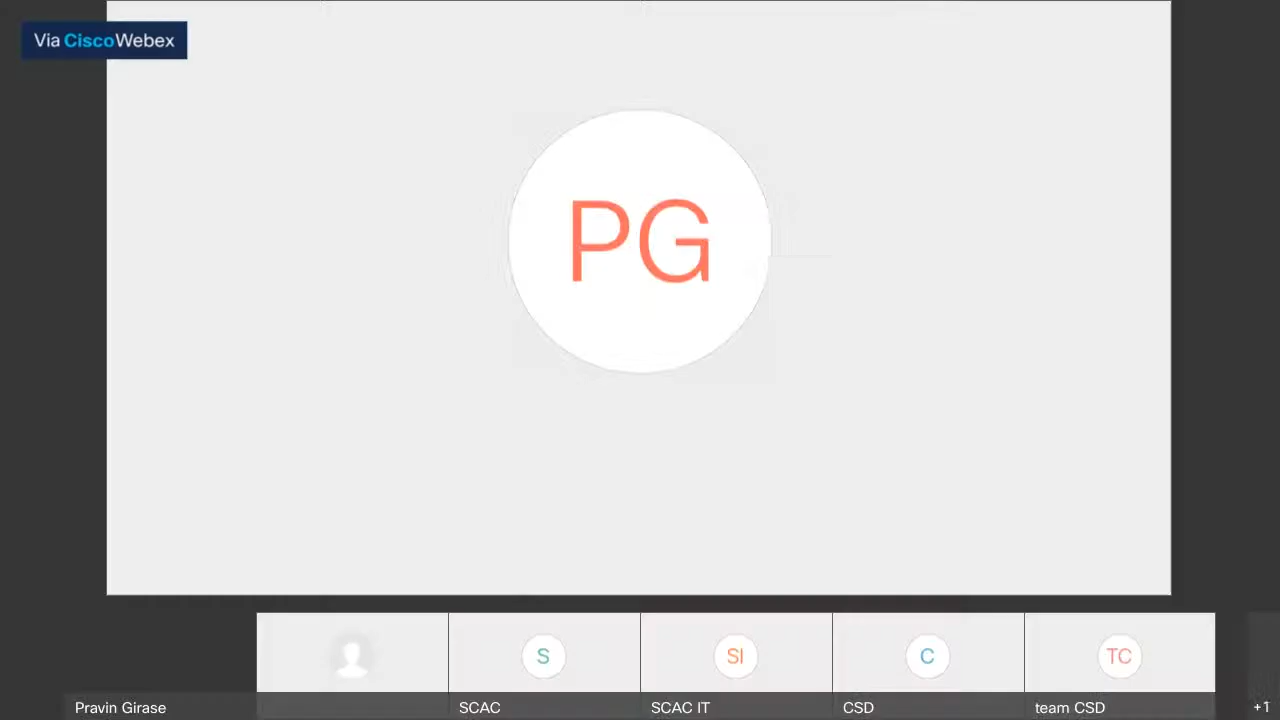 Via CiscoWebex
PG
S
SI
C
TC
Pravin Girase
SCAC
SCAC IT
CSD
team CSD
+1